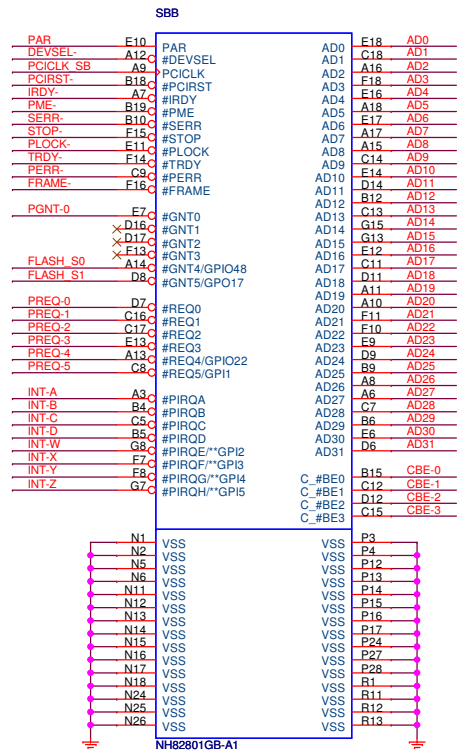 SBB
PAR E10 PAR
DEVSEL- A12 #DEVSEL
PCICLK_SB A9 PCICLK
PCIRST- B18 #PCIRST
IRDY- A7 #IRDY
PME- B19 #PME
SERR- B10 #SERR
STOP- F15 #STOP
PLOCK- E11 #PLOCK
TRDY- F14 #TRDY
PERR- C9 #PERR
FRAME- F16 #FRAME
PGNT-0 E7 #GNT0
D16 #GNT1
D17 #GNT2
F13 #GNT3
FLASH_S0 A14 #GNT4/GPIO48
FLASH_S1 D8 #GNT5/GPO17
PREQ-0 D7 #REQ0
PREQ-1 C16 #REQ1
PREQ-2 C17 #REQ2
PREQ-3 E13 #REQ3
PREQ-4 A13 #REQ4/GPIO22
PREQ-5 C8 #REQ5/GPI1
INT-A A3 #PIRQA
INT-B B4 #PIRQB
INT-C C5 #PIRQC
INT-D B5 #PIRQD
INT-W G8 #PIRQE/**GPI2
INT-X F7 #PIRQF/**GPI3
INT-Y F8 #PIRQG/**GPI4
INT-Z G7 #PIRQH/**GPI5
AD0 E18 AD0
AD1 C18 AD1
AD2 A16 AD2
AD3 F18 AD3
AD4 E16 AD4
AD5 A18 AD5
AD6 E17 AD6
AD7 A17 AD7
AD8 A15 AD8
AD9 C14 AD9
AD10 E14 AD10
AD11 D14 AD11
AD12 B12 AD12
AD13 C13 AD13
AD14 G15 AD14
AD15 G13 AD15
AD16 E12 AD16
AD17 C11 AD17
AD18 D11 AD18
AD19 A11 AD19
AD20 A10 AD20
AD21 F11 AD21
AD22 F10 AD22
AD23 E9 AD23
AD24 D9 AD24
AD25 B9 AD25
AD26 A8 AD26
AD27 A6 AD27
AD28 C7 AD28
AD29 B6 AD29
AD30 E6 AD30
AD31 D6 AD31
C_#BE0 B15 CBE-0
C_#BE1 C12 CBE-1
C_#BE2 D12 CBE-2
C_#BE3 C15 CBE-3
N1 VSS VSS P3
N2 VSS VSS P4
N5 VSS VSS P12
N6 VSS VSS P13
N11 VSS VSS P14
N12 VSS VSS P15
N13 VSS VSS P16
N14 VSS VSS P17
N15 VSS VSS P24
N16 VSS VSS P27
N17 VSS VSS P28
N18 VSS VSS R1
N24 VSS VSS R11
N25 VSS VSS R12
N26 VSS VSS R13
NH82801GB-A1